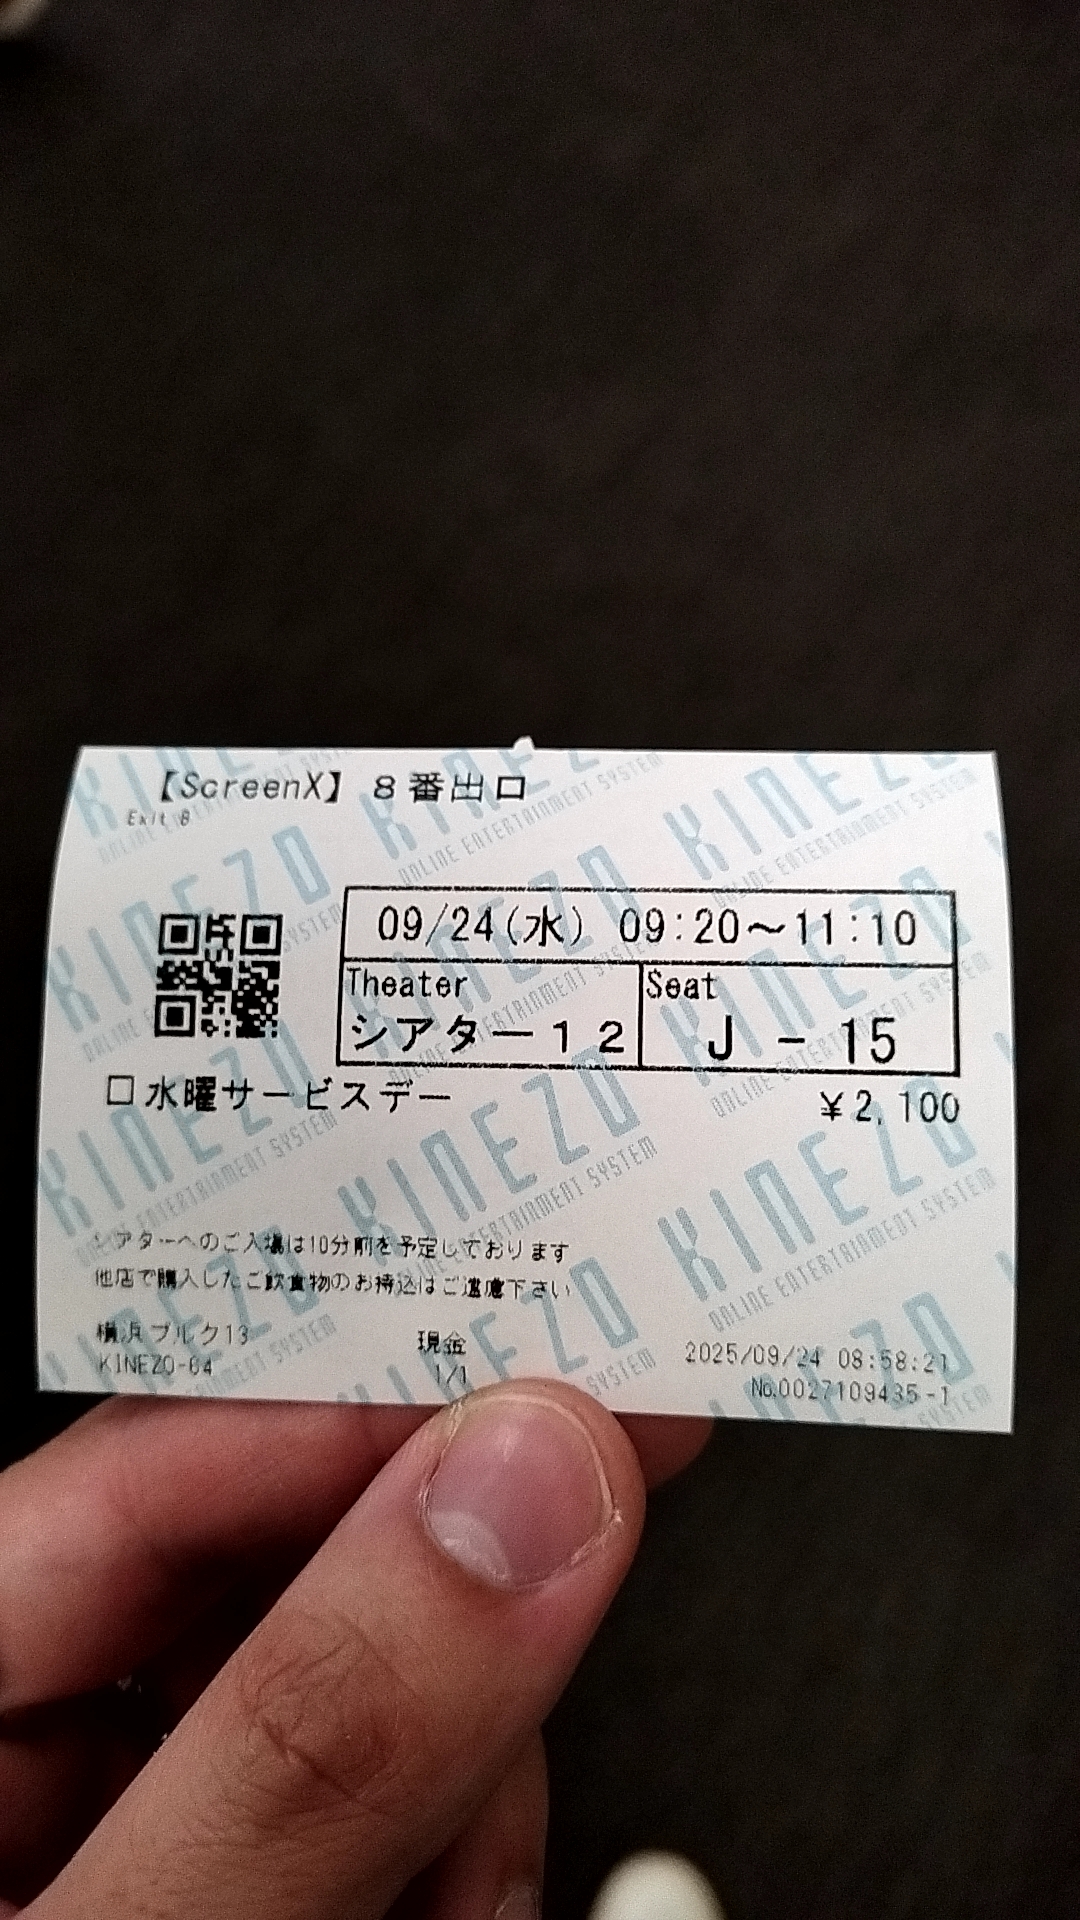 【ScreenX】 8番出口
Exit 8
09/24(水) 09:20～11:10
Theater
シアター12
Seat
J - 15
□水曜サービスデー
¥2,100
シアターへのご入場は10分前を予定しております
他店で購入したご飲食物のお持込はご遠慮下さい
横浜ブルク13
KINEZO-64
現金
1/1
2025/09/24 08:58:21
No.0027109435-1
KINEZO
ONLINE ENTERTAINMENT SYSTEM